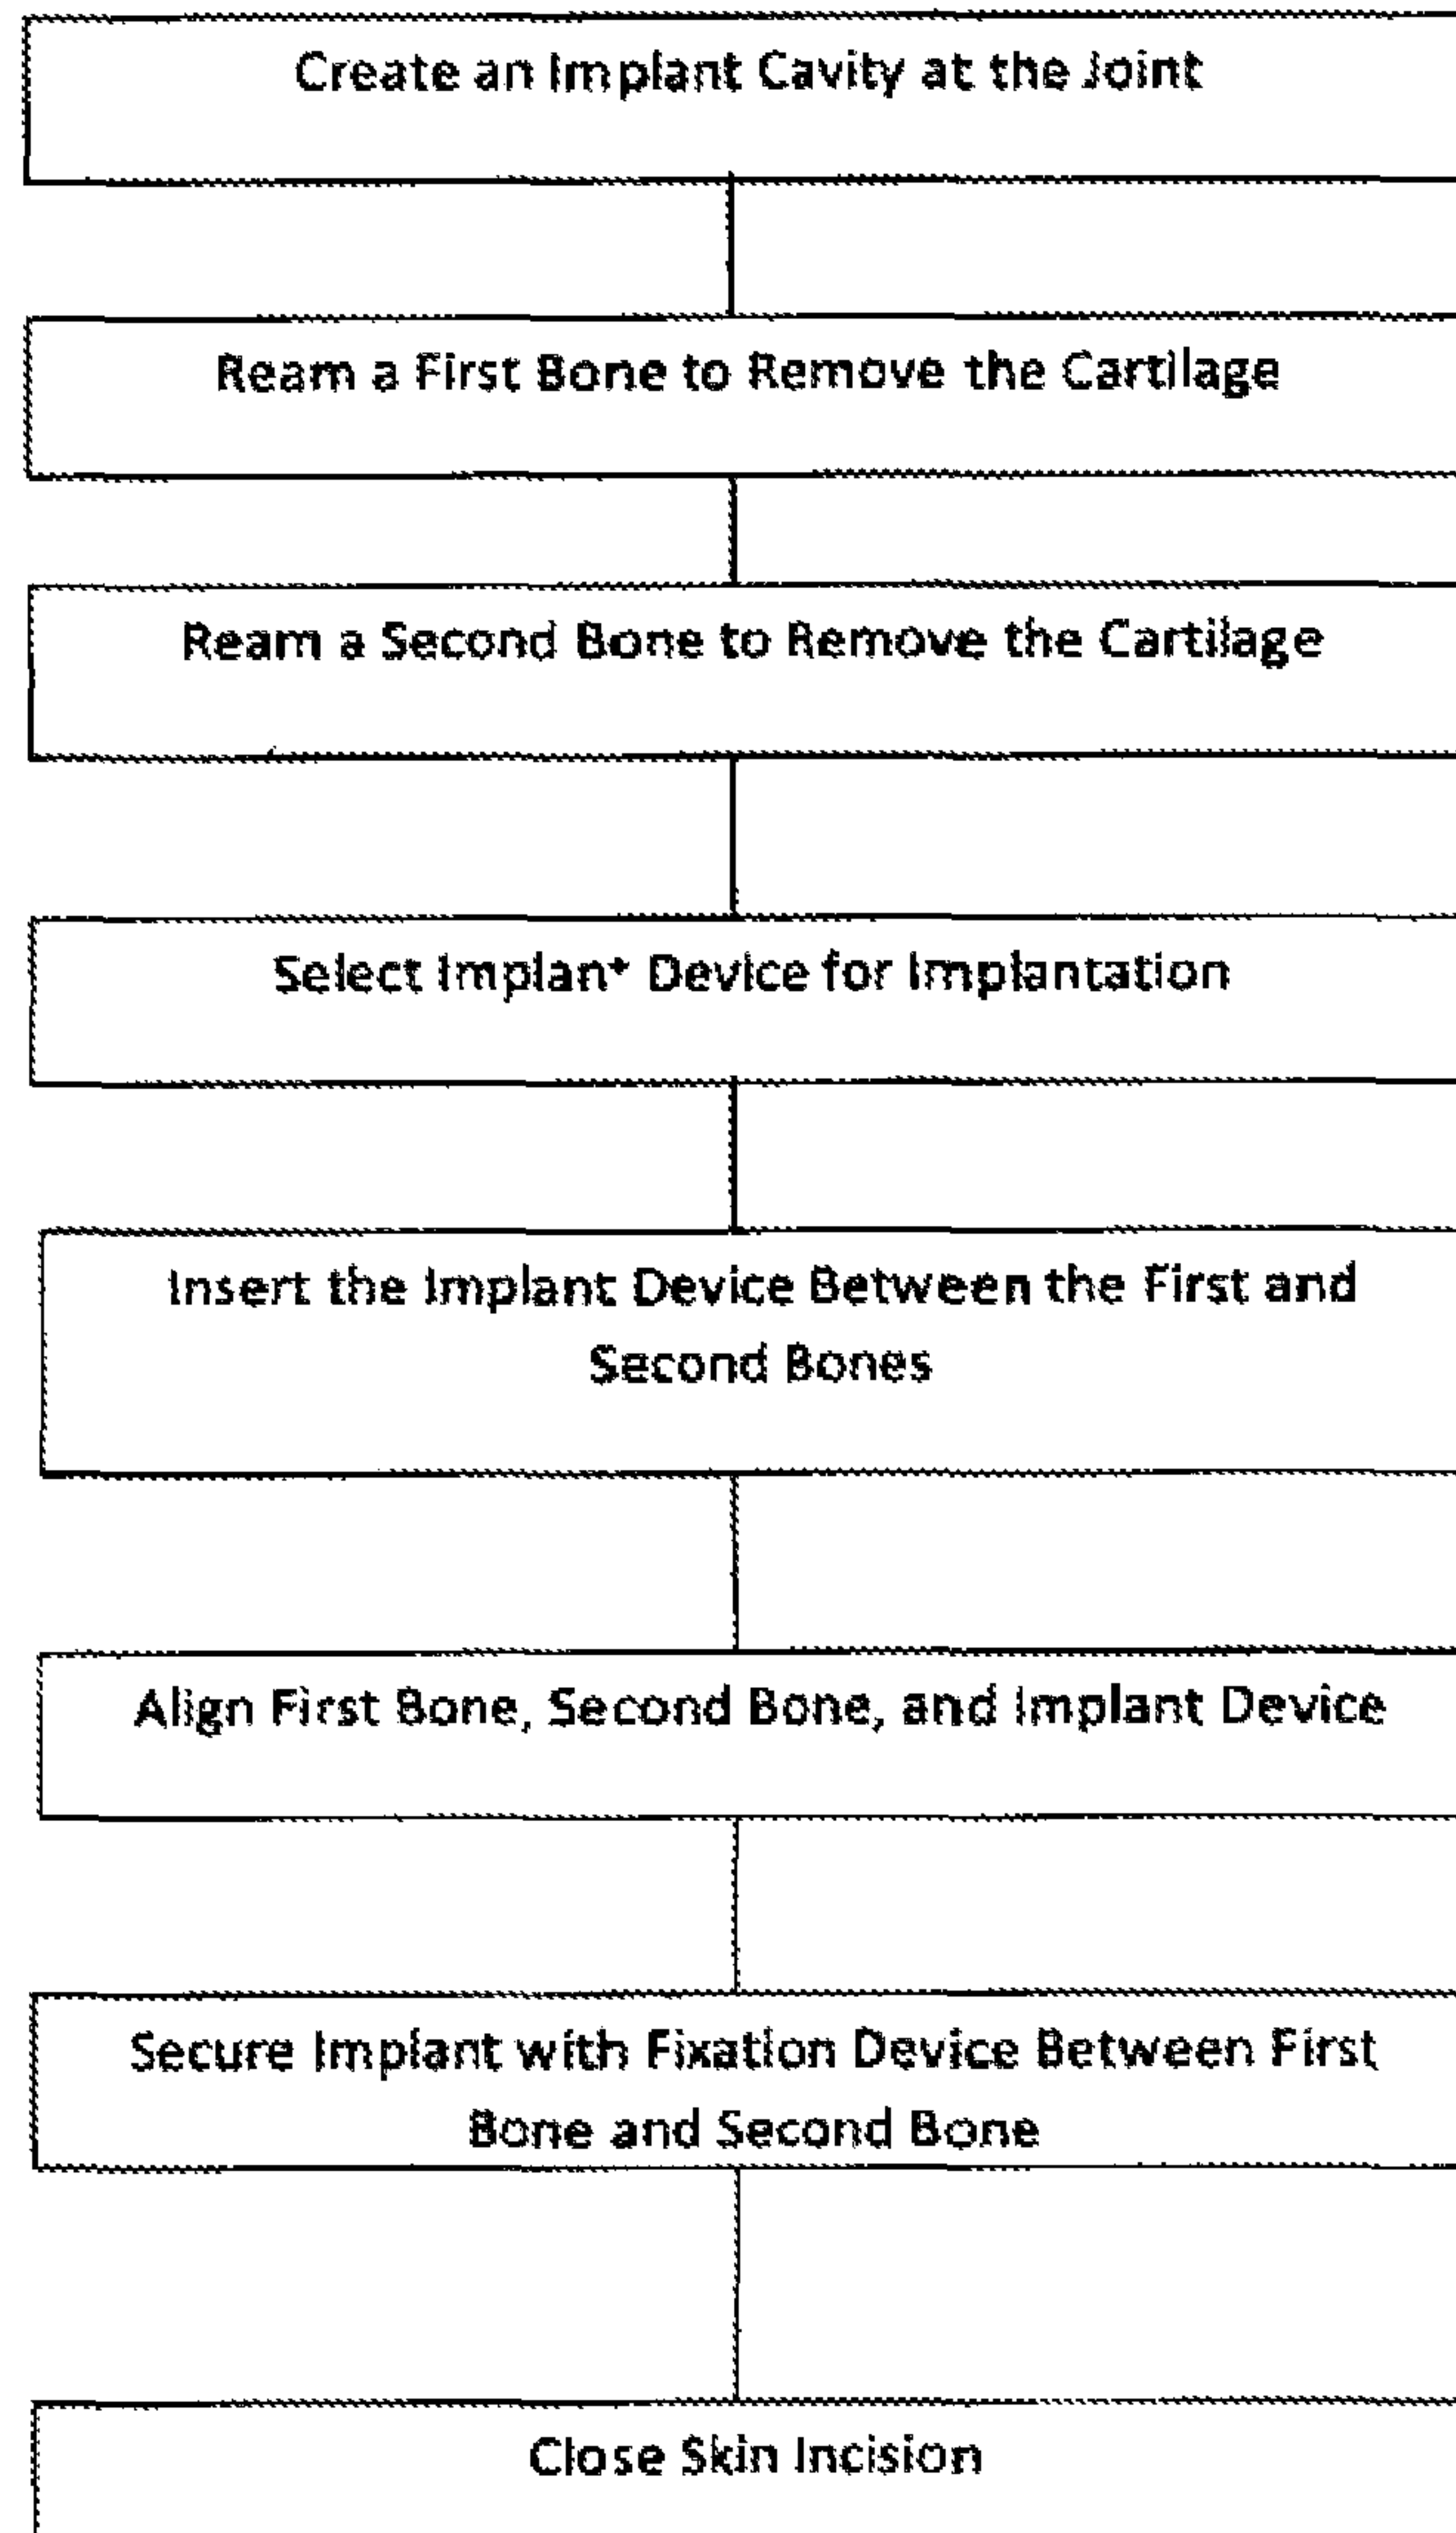 Create an Implant Cavity at the Joint
Ream a First Bone to Remove the Cartilage
Ream a Second Bone to Remove the Cartilage
Select Implant Device for Implantation
Insert the Implant Device Between the First and
Second Bones
Align First Bone, Second Bone, and Implant Device
Secure Implant with Fixation Device Between First
Bone and Second Bone
Close Skin Incision